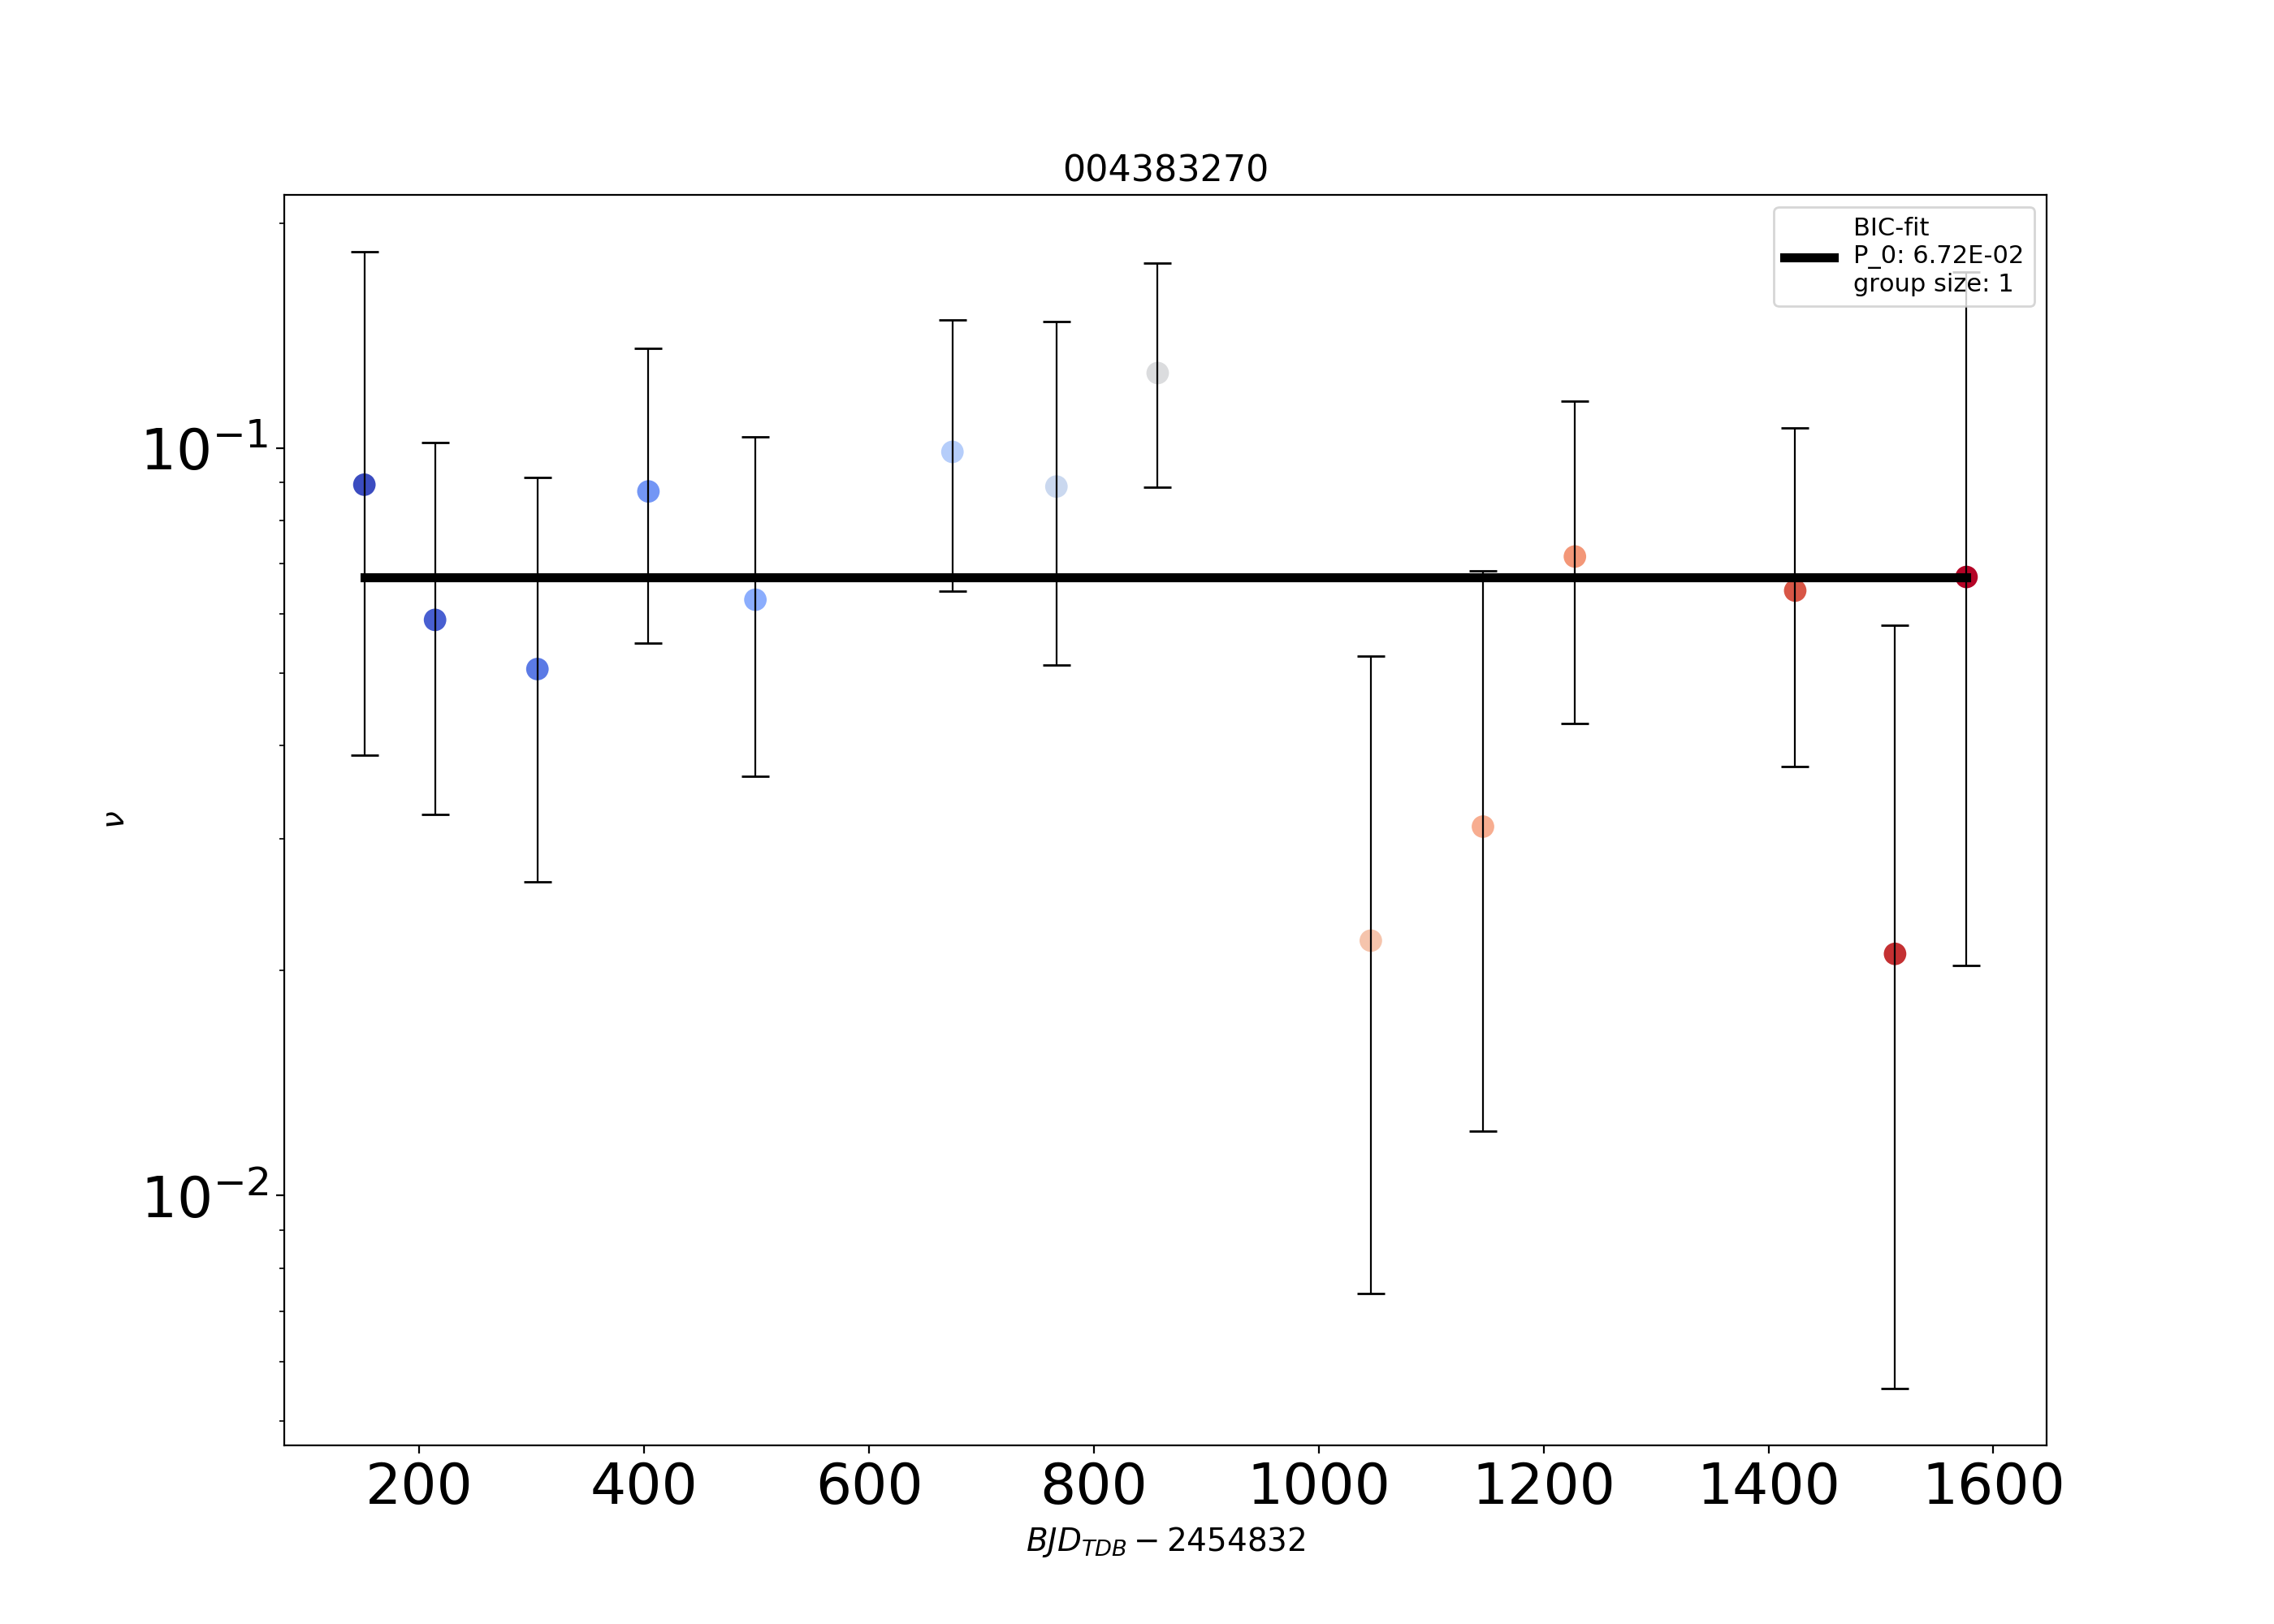 004383270
BIC-fit
P_0: 6.72E-02
group size: 1
10⁻¹
10⁻²
ν
200 400 600 800 1000 1200 1400 1600
BJD_TDB − 2454832